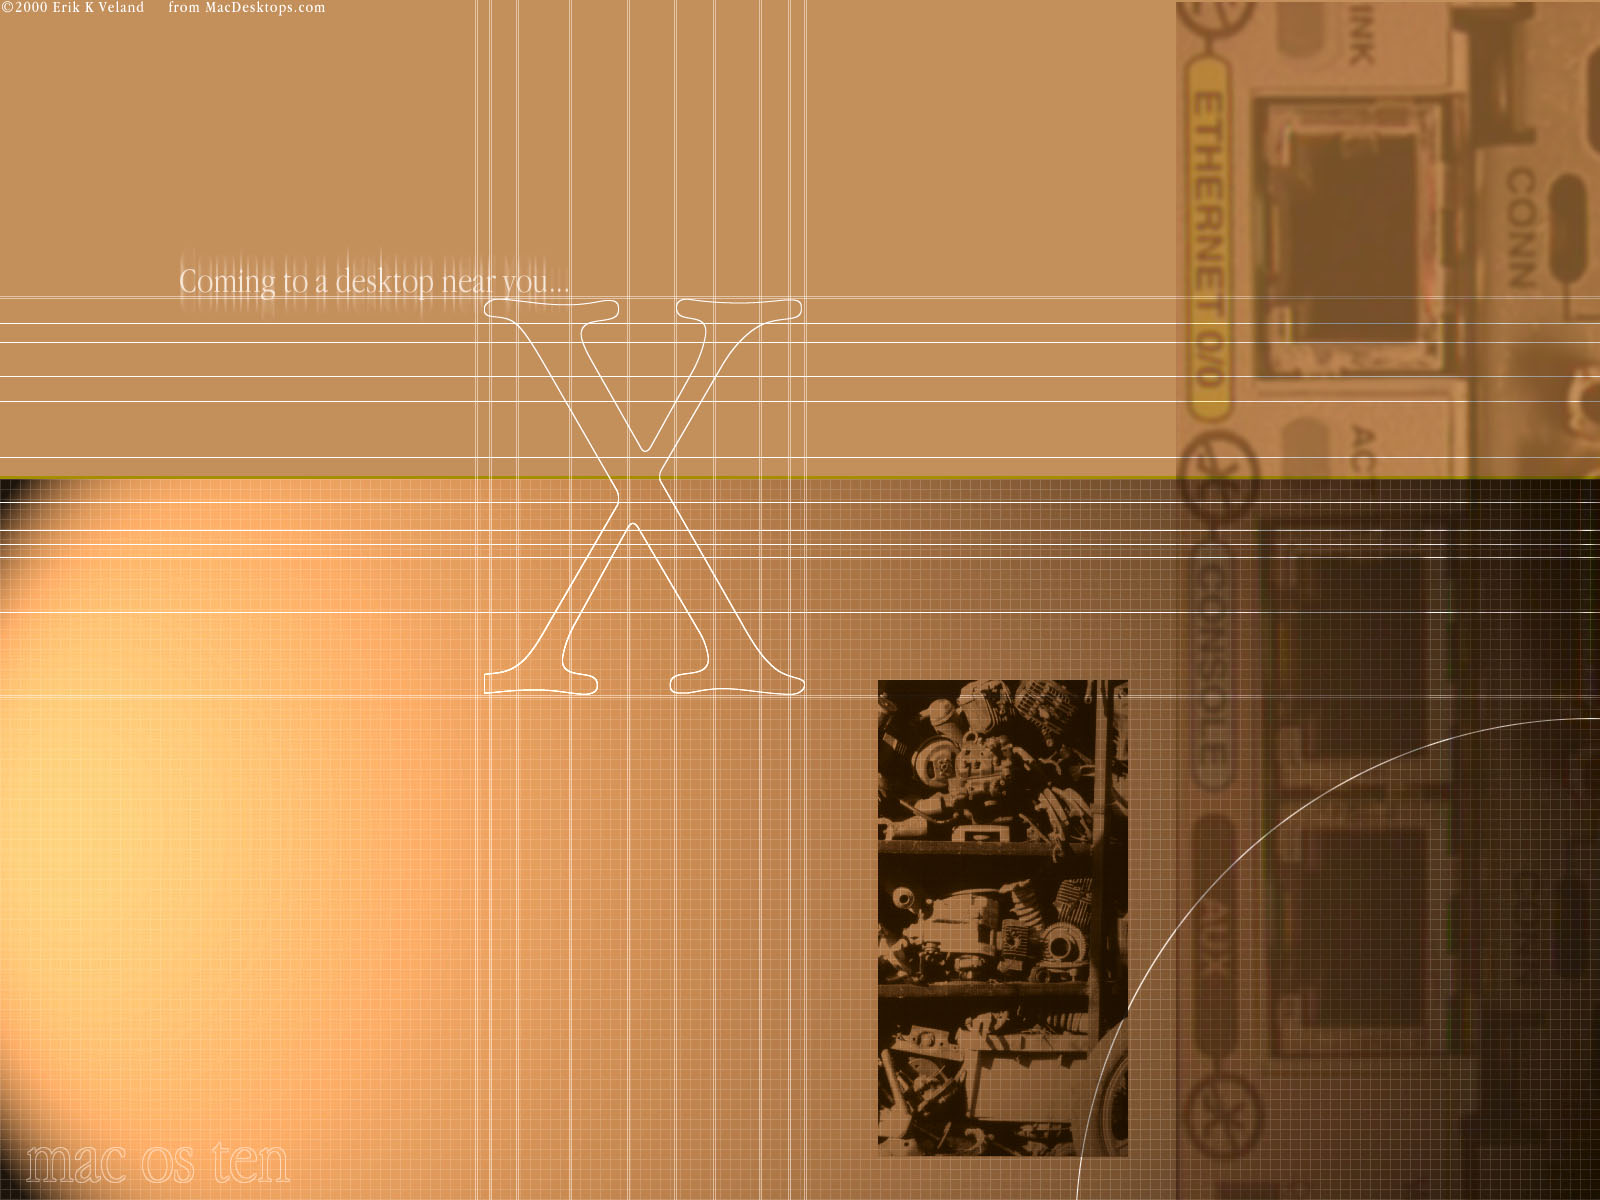 ©2000 Erik K Veland from MacDesktops.com
INK
ETHERNET 0/0
CONN
Coming to a desktop near you...
X
AC
CONSOLE
AUX
mac os ten